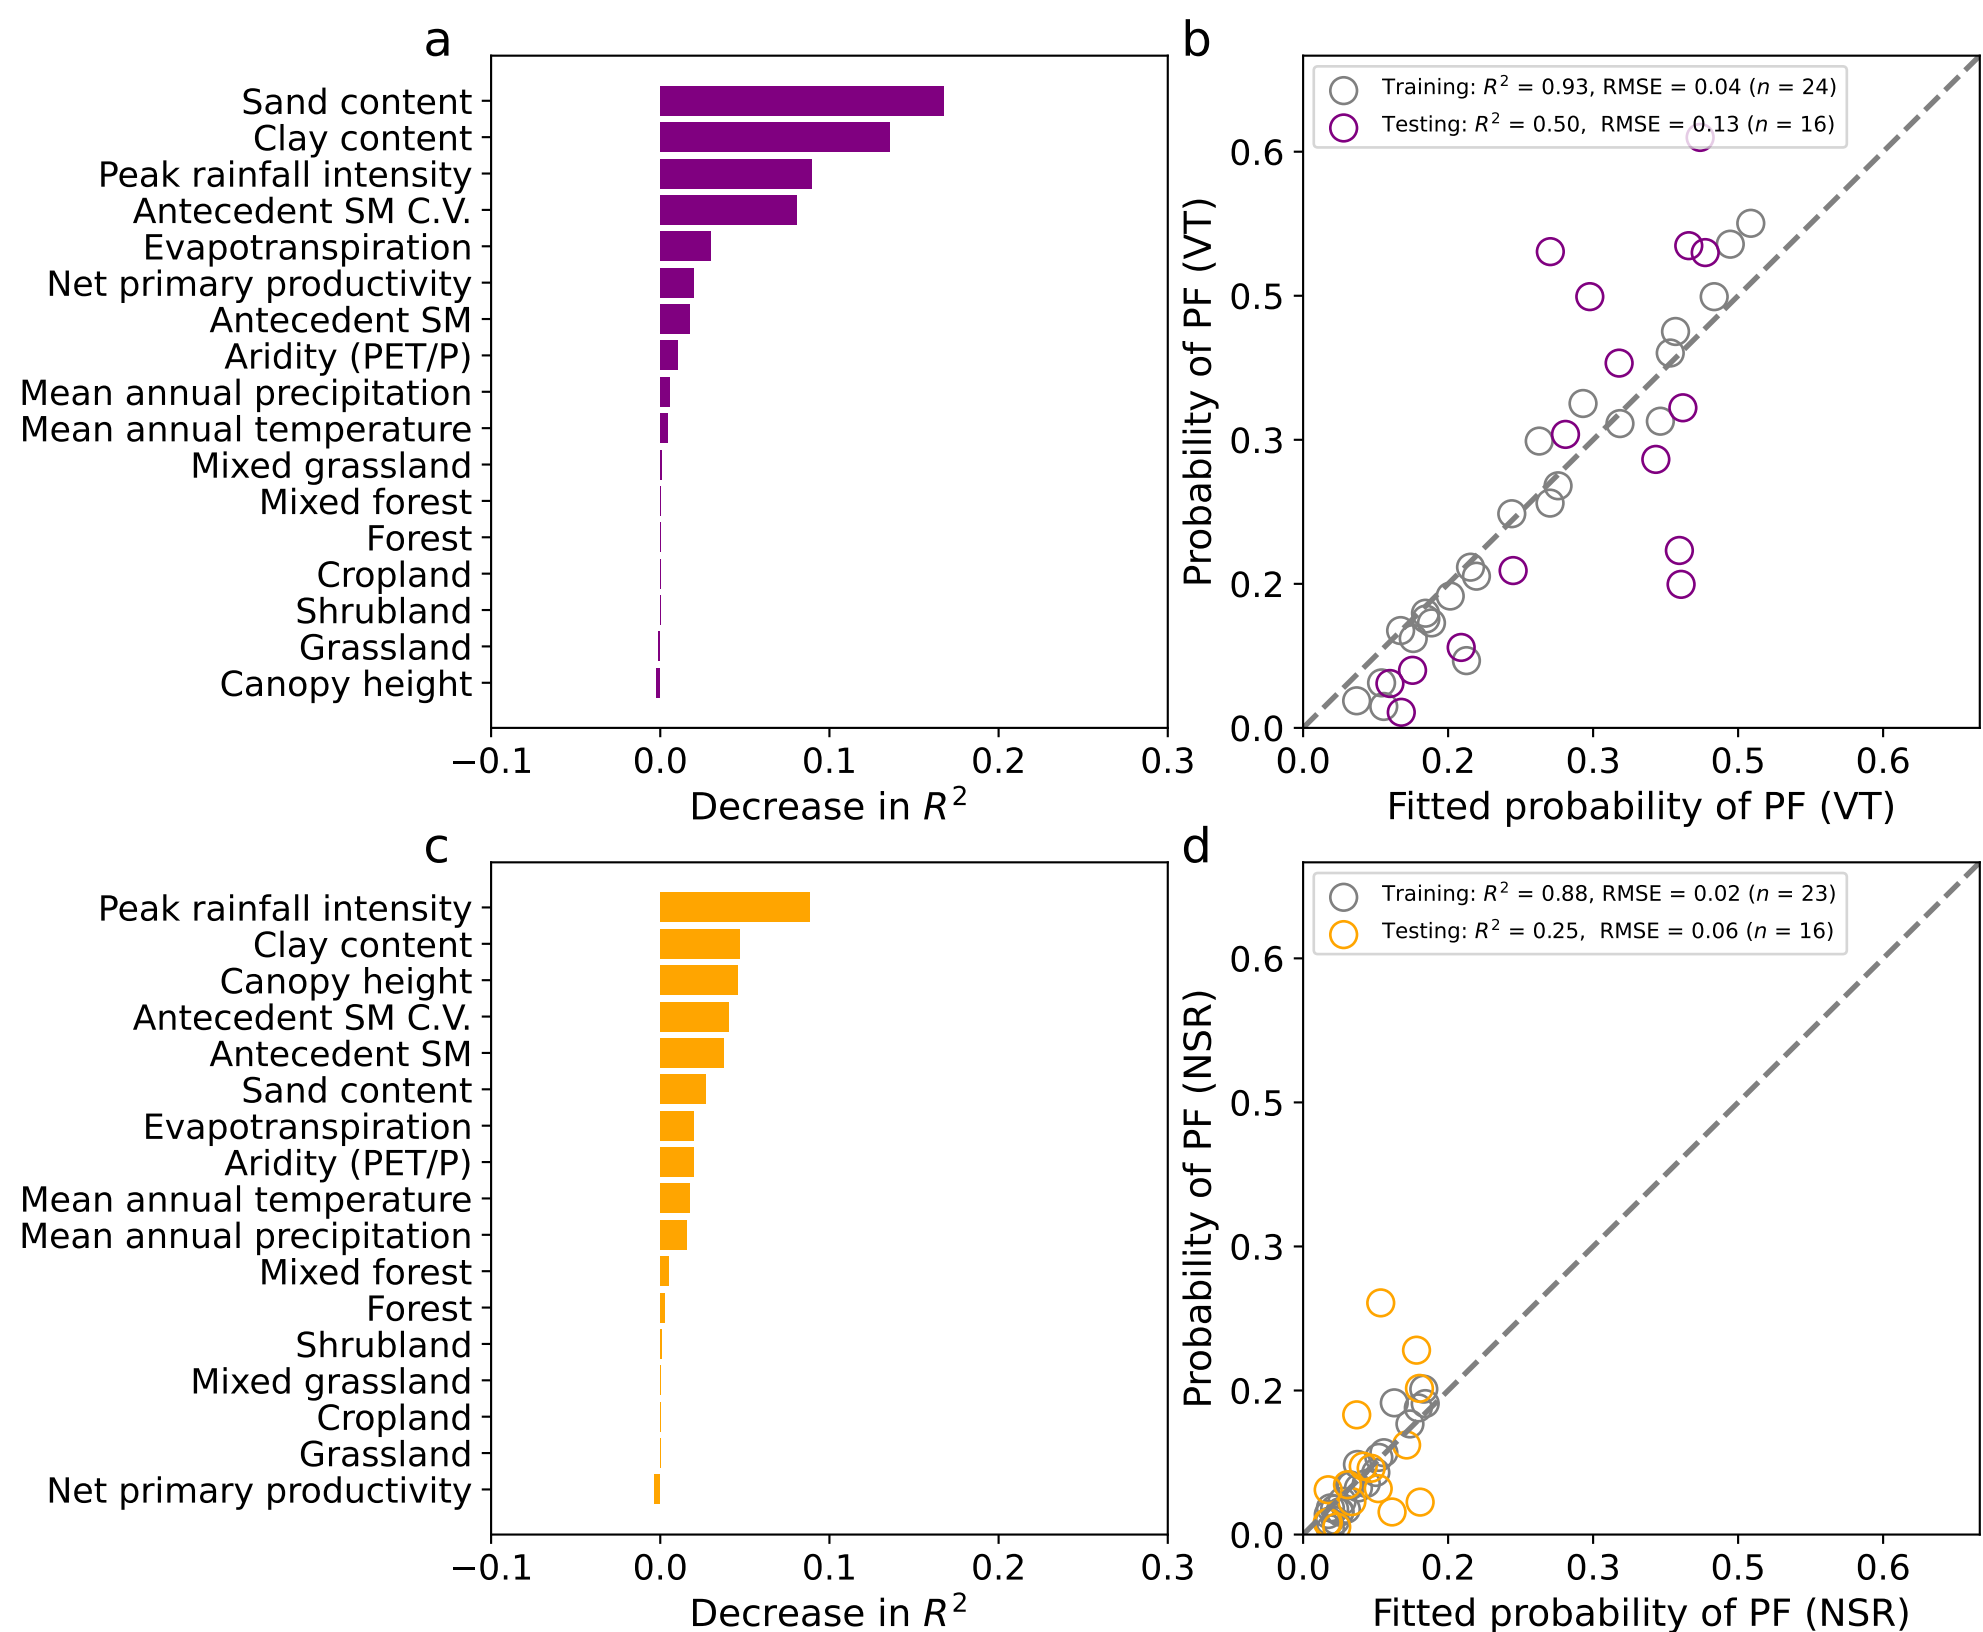 a
Sand content
Clay content
Peak rainfall intensity
Antecedent SM C.V.
Evapotranspiration
Net primary productivity
Antecedent SM
Aridity (PET/P)
Mean annual precipitation
Mean annual temperature
Mixed grassland
Mixed forest
Forest
Cropland
Shrubland
Grassland
Canopy height
−0.1 0.0 0.1 0.2 0.3
Decrease in R²
b
Training: R² = 0.93, RMSE = 0.04 (n = 24)
Testing: R² = 0.50, RMSE = 0.13 (n = 16)
Probability of PF (VT)
0.6
0.5
0.3
0.2
0.0
0.0 0.2 0.3 0.5 0.6
Fitted probability of PF (VT)
c
Peak rainfall intensity
Clay content
Canopy height
Antecedent SM C.V.
Antecedent SM
Sand content
Evapotranspiration
Aridity (PET/P)
Mean annual temperature
Mean annual precipitation
Mixed forest
Forest
Shrubland
Mixed grassland
Cropland
Grassland
Net primary productivity
−0.1 0.0 0.1 0.2 0.3
Decrease in R²
d
Training: R² = 0.88, RMSE = 0.02 (n = 23)
Testing: R² = 0.25, RMSE = 0.06 (n = 16)
Probability of PF (NSR)
0.6
0.5
0.3
0.2
0.0
0.0 0.2 0.3 0.5 0.6
Fitted probability of PF (NSR)